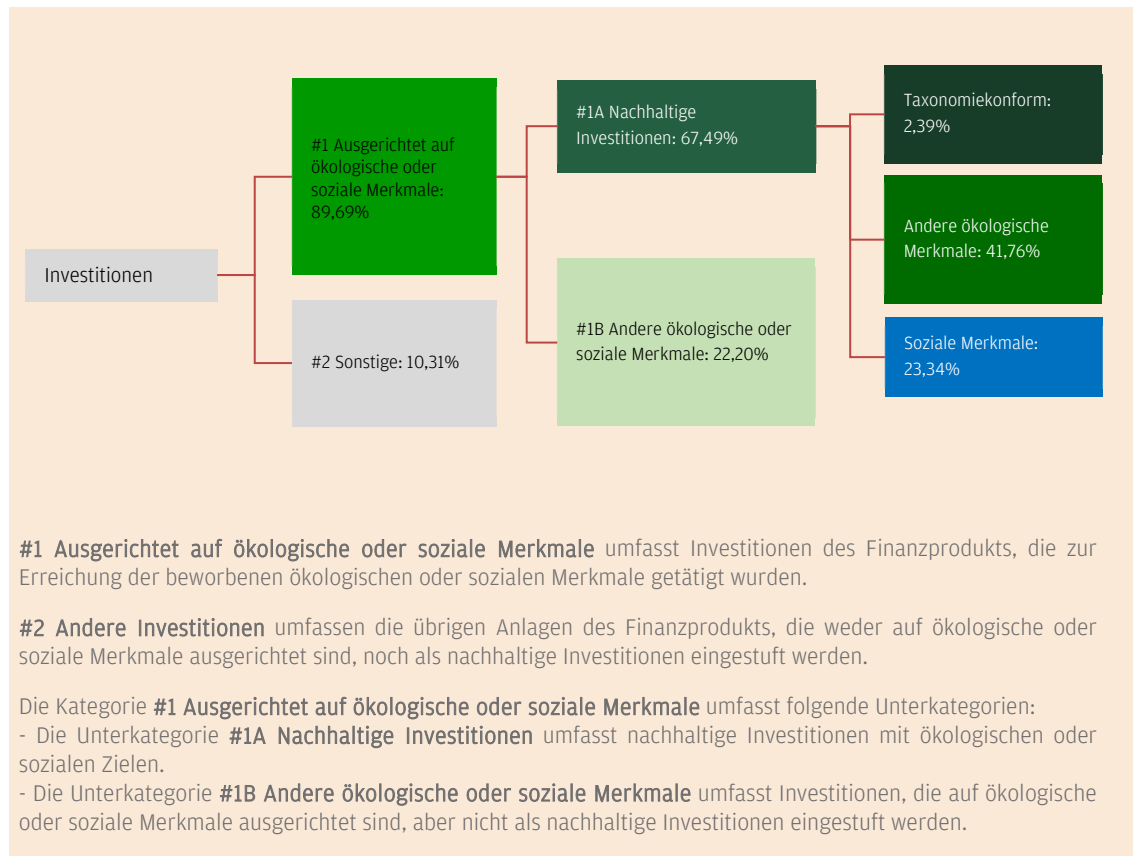 Investitionen
#1 Ausgerichtet auf
ökologische oder
soziale Merkmale:
89,69%
#2 Sonstige: 10,31%
#1A Nachhaltige
Investitionen: 67,49%
#1B Andere ökologische oder
soziale Merkmale: 22,20%
Taxonomiekonform:
2,39%
Andere ökologische
Merkmale: 41,76%
Soziale Merkmale:
23,34%
#1 Ausgerichtet auf ökologische oder soziale Merkmale umfasst Investitionen des Finanzprodukts, die zur
Erreichung der beworbenen ökologischen oder sozialen Merkmale getätigt wurden.
#2 Andere Investitionen umfassen die übrigen Anlagen des Finanzprodukts, die weder auf ökologische oder
soziale Merkmale ausgerichtet sind, noch als nachhaltige Investitionen eingestuft werden.
Die Kategorie #1 Ausgerichtet auf ökologische oder soziale Merkmale umfasst folgende Unterkategorien:
- Die Unterkategorie #1A Nachhaltige Investitionen umfasst nachhaltige Investitionen mit ökologischen oder
sozialen Zielen.
- Die Unterkategorie #1B Andere ökologische oder soziale Merkmale umfasst Investitionen, die auf ökologische
oder soziale Merkmale ausgerichtet sind, aber nicht als nachhaltige Investitionen eingestuft werden.